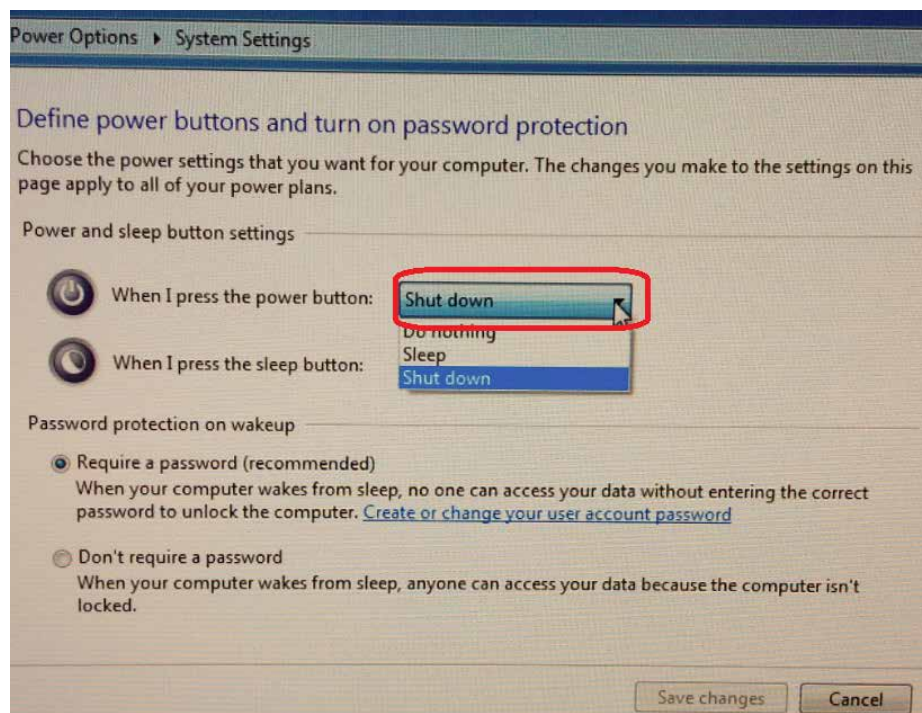 Power Options ▸ System Settings
Define power buttons and turn on password protection
Choose the power settings that you want for your computer. The changes you make to the settings on this
page apply to all of your power plans.
Power and sleep button settings
When I press the power button: Shut down
Do nothing
Sleep
When I press the sleep button:
Shut down
Password protection on wakeup
Require a password (recommended)
When your computer wakes from sleep, no one can access your data without entering the correct
password to unlock the computer. Create or change your user account password
Don't require a password
When your computer wakes from sleep, anyone can access your data because the computer isn't
locked.
Save changes Cancel